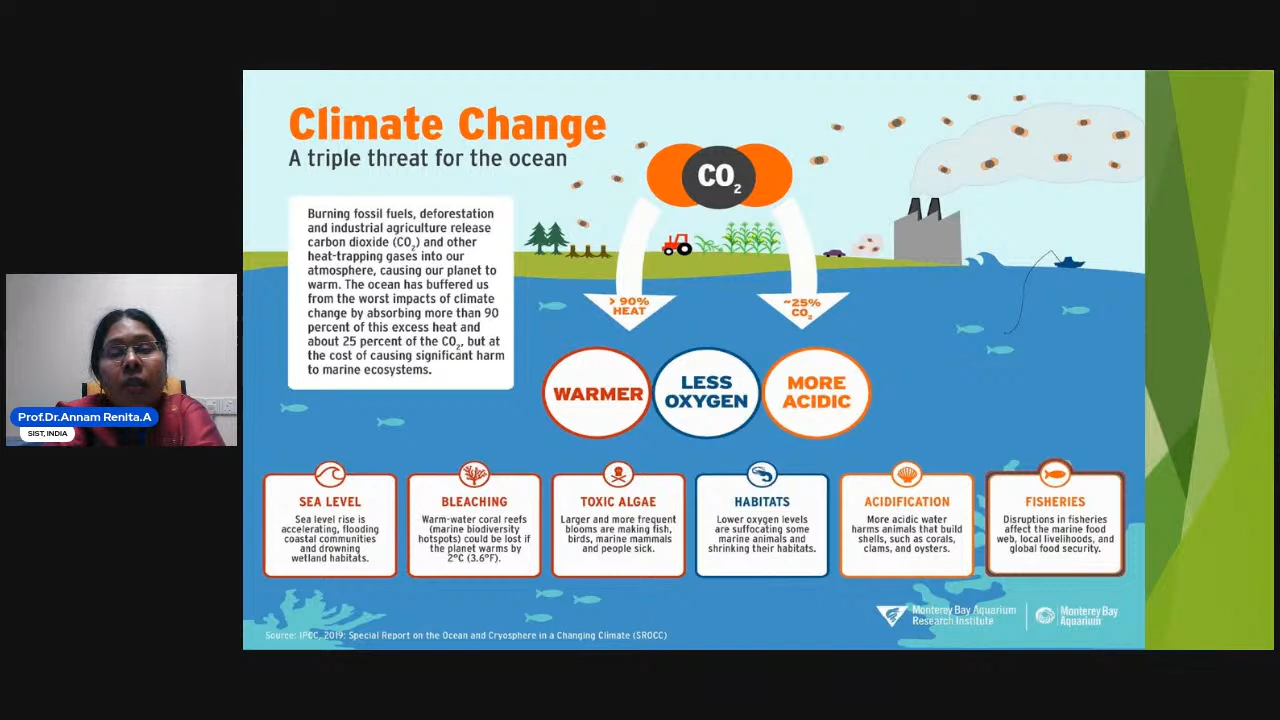 Climate Change
A triple threat for the ocean
CO2
Burning fossil fuels, deforestation
and industrial agriculture release
carbon dioxide (CO2) and other
heat-trapping gases into our
atmosphere, causing our planet to
warm. The ocean has buffered us
from the worst impacts of climate
change by absorbing more than 90
percent of this excess heat and
about 25 percent of the CO2, but at
the cost of causing significant harm
to marine ecosystems.
> 90%
HEAT
~25%
CO2
WARMER
LESS
OXYGEN
MORE
ACIDIC
Prof.Dr.Annam Renita.A
SIST, INDIA
SEA LEVEL
Sea level rise is
accelerating, flooding
coastal communities
and drowning
wetland habitats.
BLEACHING
Warm-water coral reefs
(marine biodiversity
hotspots) could be lost if
the planet warms by
2°C (3.6°F).
TOXIC ALGAE
Larger and more frequent
blooms are making fish,
birds, marine mammals
and people sick.
HABITATS
Lower oxygen levels
are suffocating some
marine animals and
shrinking their habitats.
ACIDIFICATION
More acidic water
harms animals that build
shells, such as corals,
clams, and oysters.
FISHERIES
Disruptions in fisheries
affect the marine food
web, local livelihoods, and
global food security.
Monterey Bay Aquarium
Research Institute
Monterey Bay
Aquarium
Source: IPCC, 2019: Special Report on the Ocean and Cryosphere in a Changing Climate (SROCC)